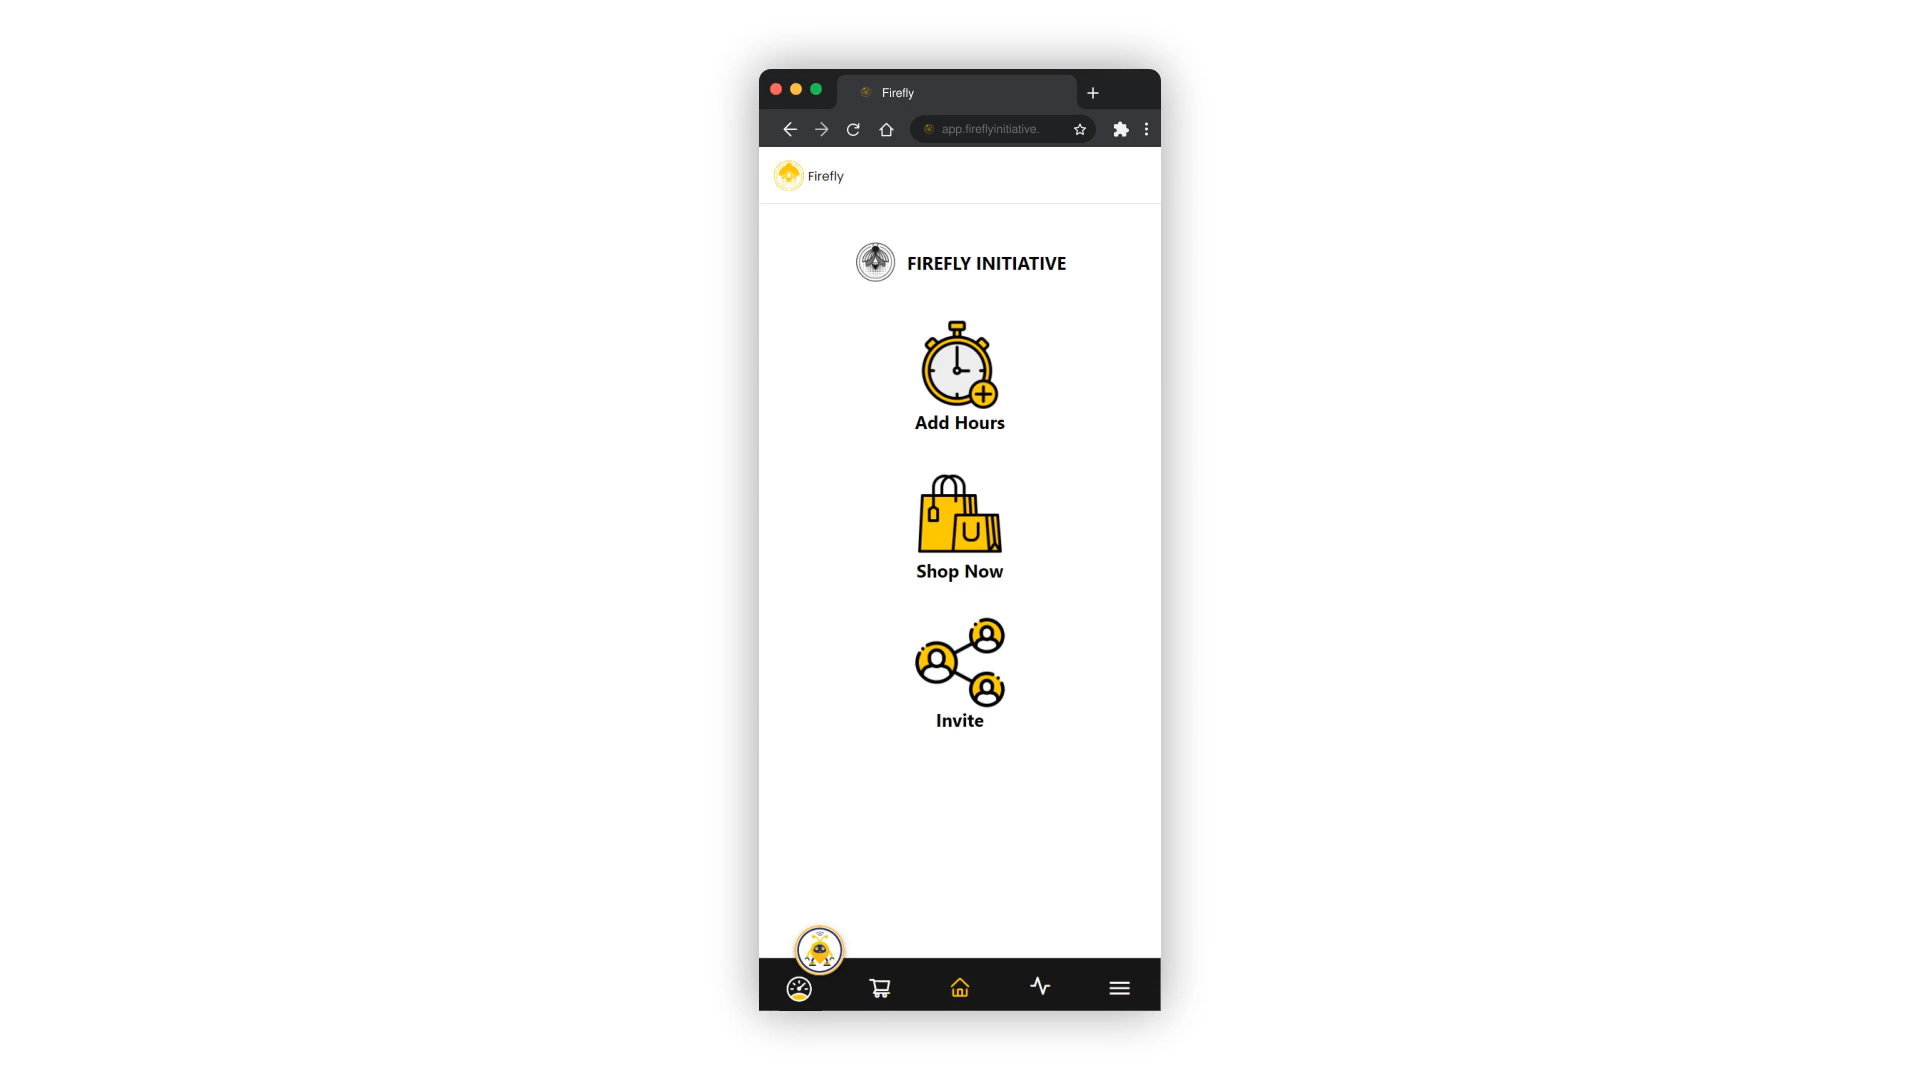 Firefly
app.fireflyinitiative.
Firefly
FIREFLY INITIATIVE
Add Hours
Shop Now
Invite